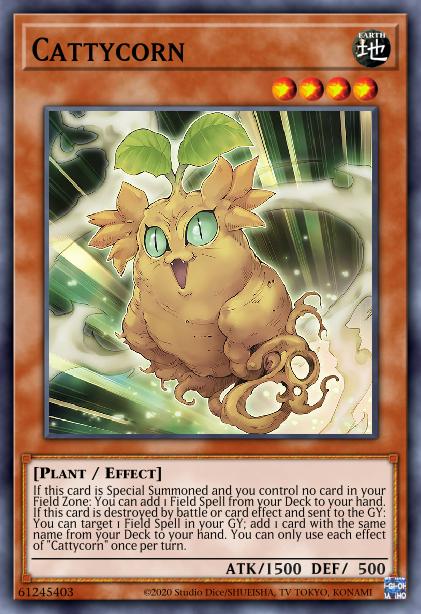 CATTYCORN
EARTH
地
[PLANT / EFFECT]
If this card is Special Summoned and you control no card in your
Field Zone: You can add 1 Field Spell from your Deck to your hand.
If this card is destroyed by battle or card effect and sent to the GY:
You can target 1 Field Spell in your GY; add 1 card with the same
name from your Deck to your hand. You can only use each effect
of "Cattycorn" once per turn.
ATK/1500 DEF/ 500
61245403 ©2020 Studio Dice/SHUEISHA, TV TOKYO, KONAMI